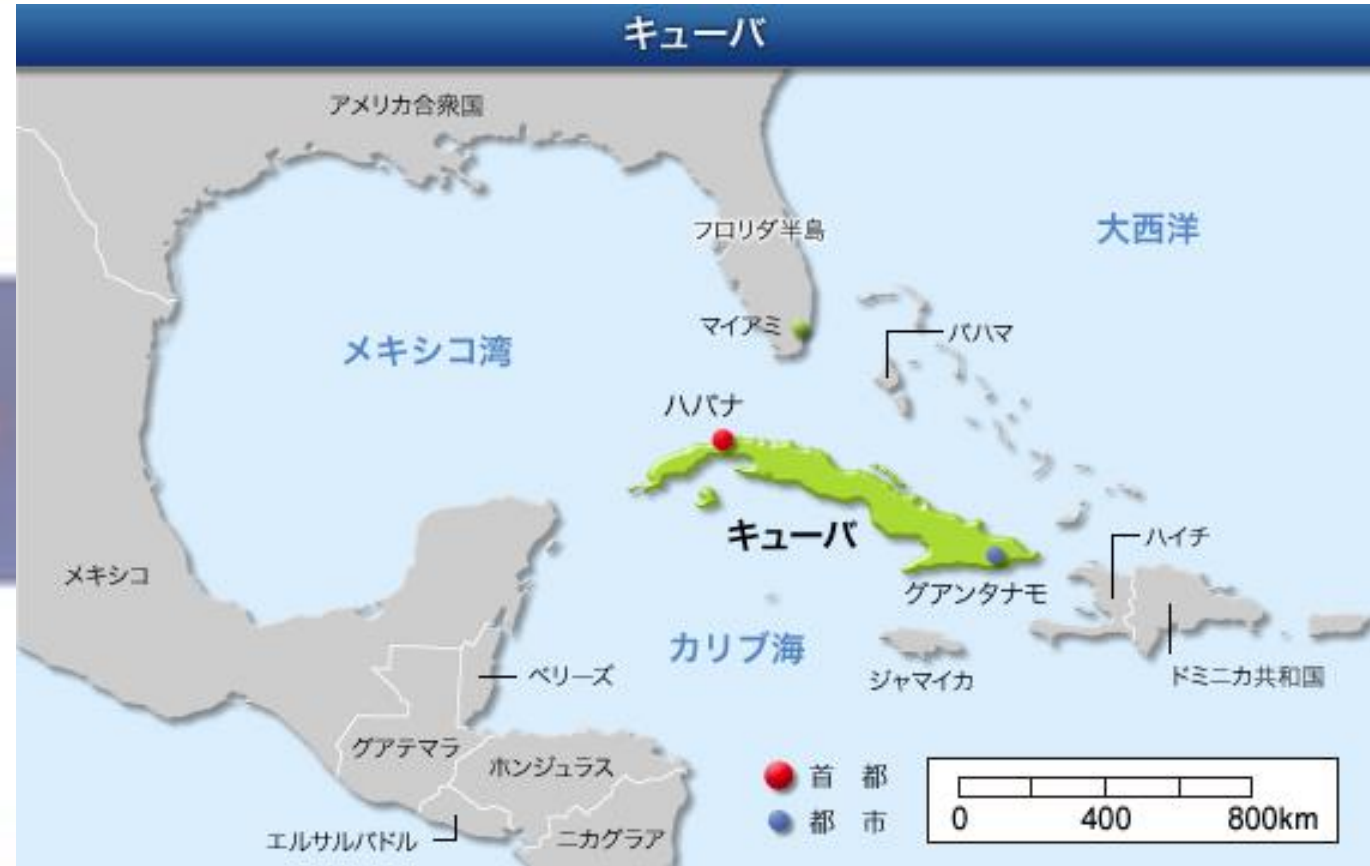 キューバ
アメリカ合衆国
フロリダ半島
大西洋
マイアミ
バハマ
メキシコ湾
ハバナ
キューバ
ハイチ
メキシコ
グアンタナモ
カリブ海
ベリーズ
ジャマイカ
ドミニカ共和国
グアテマラ
ホンジュラス
首 都
都 市
0 400 800km
エルサルバドル
ニカグラア